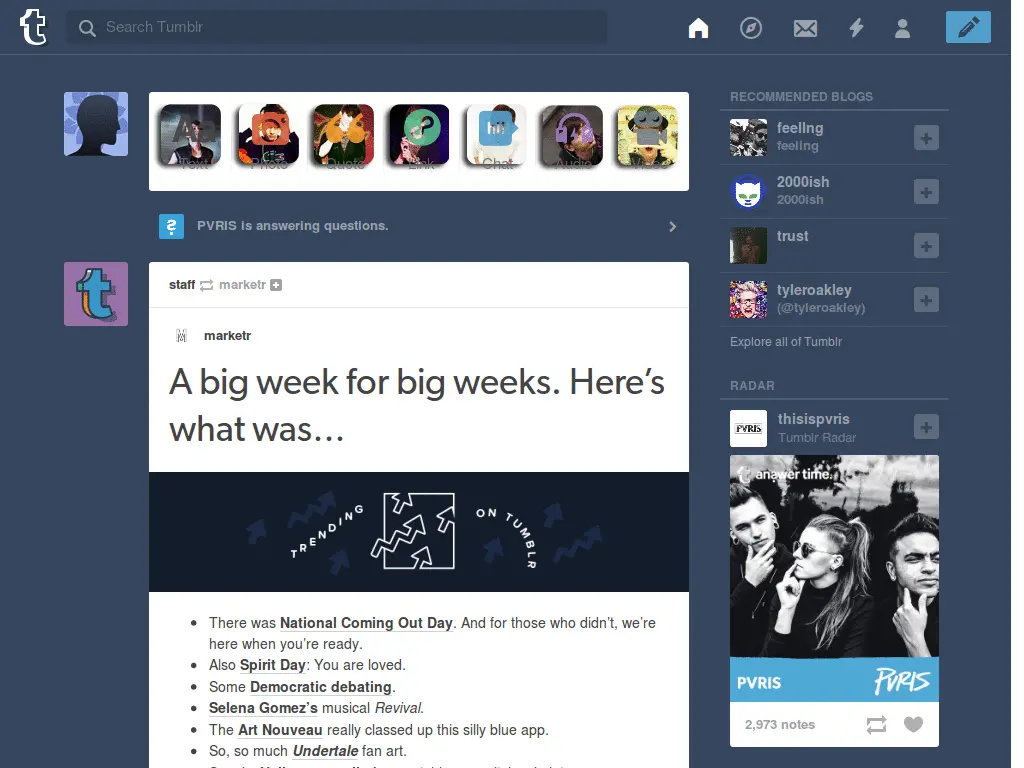 Search Tumblr
Text
Photo
Quote
Link
hi!
Chat
Audio
Video
PVRIS is answering questions.
staff marketr
marketr
A big week for big weeks. Here’s
what was…
TRENDING
ON TUMBLR
There was National Coming Out Day. And for those who didn’t, we’re
here when you’re ready.
Also Spirit Day: You are loved.
Some Democratic debating.
Selena Gomez’s musical Revival.
The Art Nouveau really classed up this silly blue app.
So, so much Undertale fan art.
RECOMMENDED BLOGS
feellng
feeling
2000ish
2000ish
trust
tyleroakley
(@tyleroakley)
Explore all of Tumblr
RADAR
PVRIS
thisispvris
Tumblr Radar
t answer time.
PVRIS
PVRIS
2,973 notes